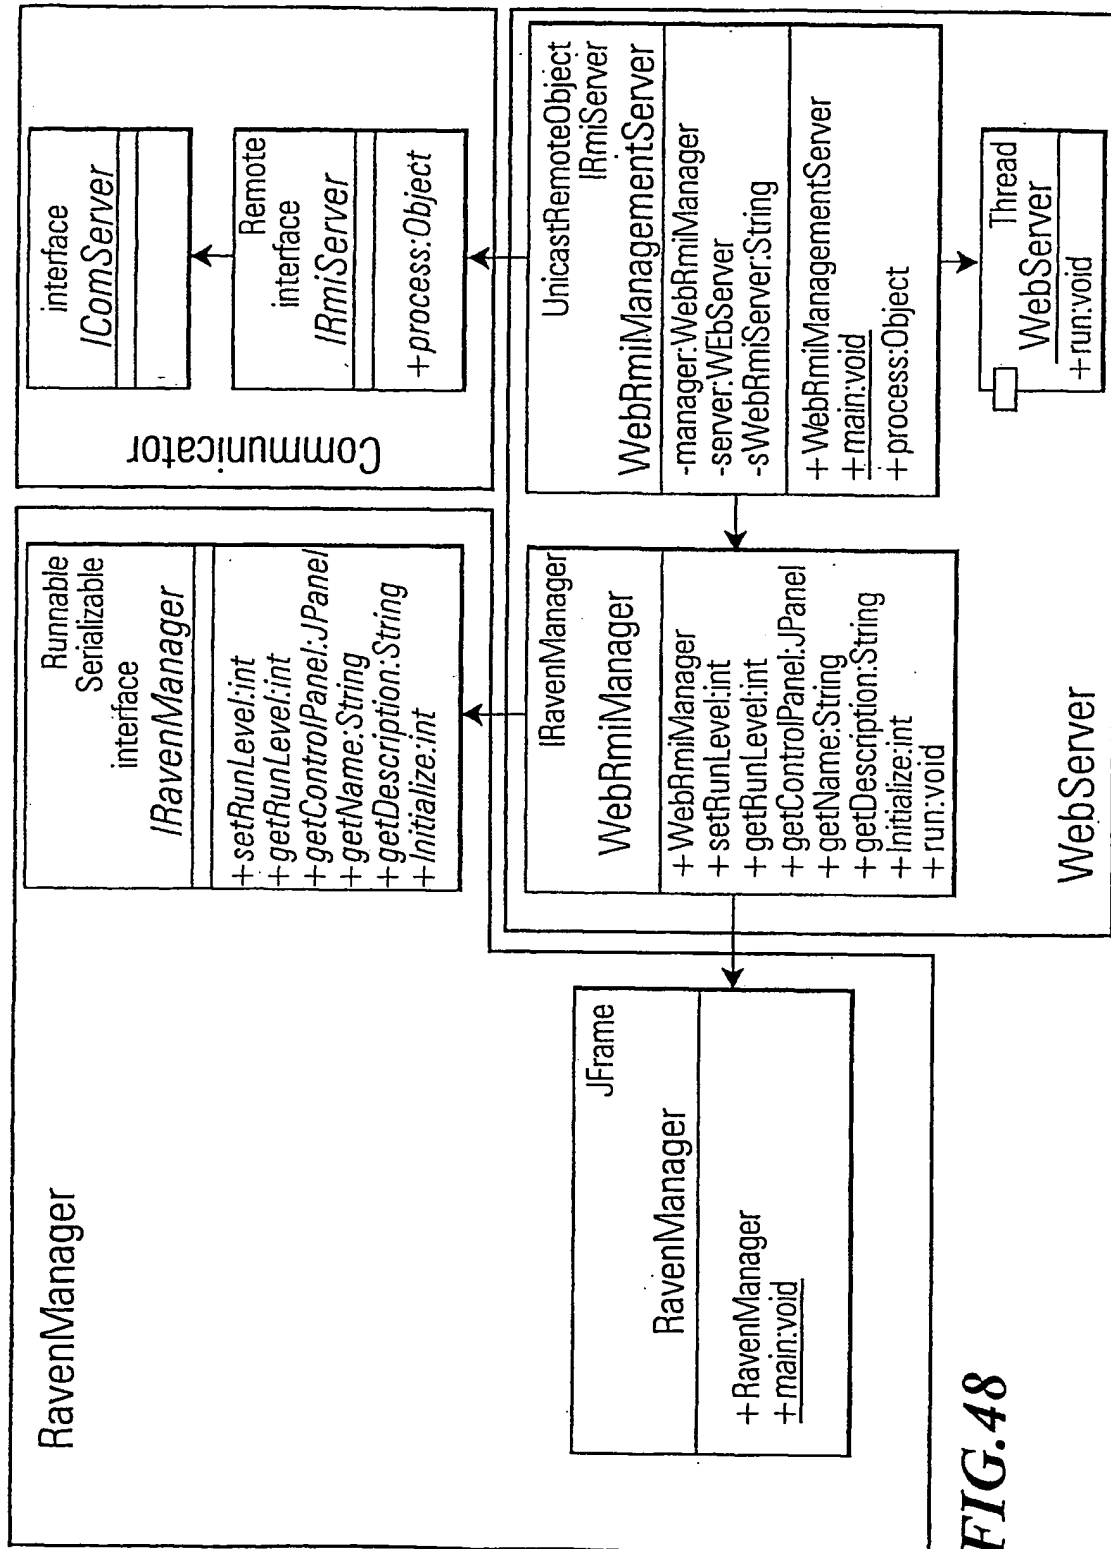 RavenManager
Runnable
Serializable
interface
IRavenManager
+setRunLevel:int
+getRunLevel:int
+getControlPanel:JPanel
+getName:String
+getDescription:String
+Initialize:int
JFrame
RavenManager
+RavenManager
+main:void
Communicator
interface
IComServer
Remote
interface
IRmiServer
+process:Object
IRavenManager
WebRmiManager
+WebRmiManager
+setRunLevel:int
+getRunLevel:int
+getControlPanel:JPanel
+getName:String
+getDescription:String
+Initialize:int
+run:void
UnicastRemoteObject
IRmiServer
WebRmiManagementServer
-manager:WebRmiManager
-server:WEbServer
-sWebRmiServer:String
+WebRmiManagementServer
+main:void
+process:Object
Thread
WebServer
+run:void
WebServer
FIG.48